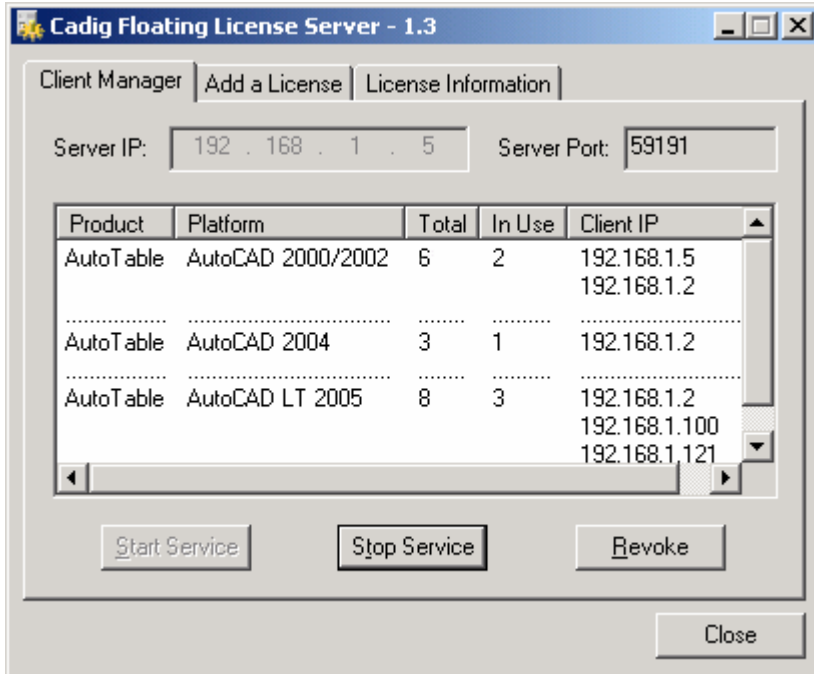 Cadig Floating License Server - 1.3
Client Manager Add a License License Information
Server IP: 192 . 168 . 1 . 5 Server Port: 59191
Product Platform Total In Use Client IP
AutoTable AutoCAD 2000/2002 6 2 192.168.1.5
192.168.1.2
AutoTable AutoCAD 2004 3 1 192.168.1.2
AutoTable AutoCAD LT 2005 8 3 192.168.1.2
192.168.1.100
192.168.1.121
Start Service Stop Service Revoke
Close